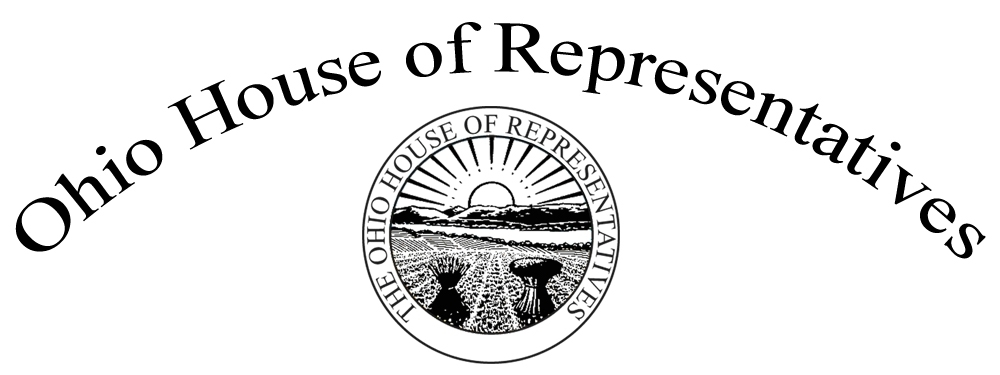 Ohio House of Representatives
THE OHIO HOUSE OF REPRESENTATIVES